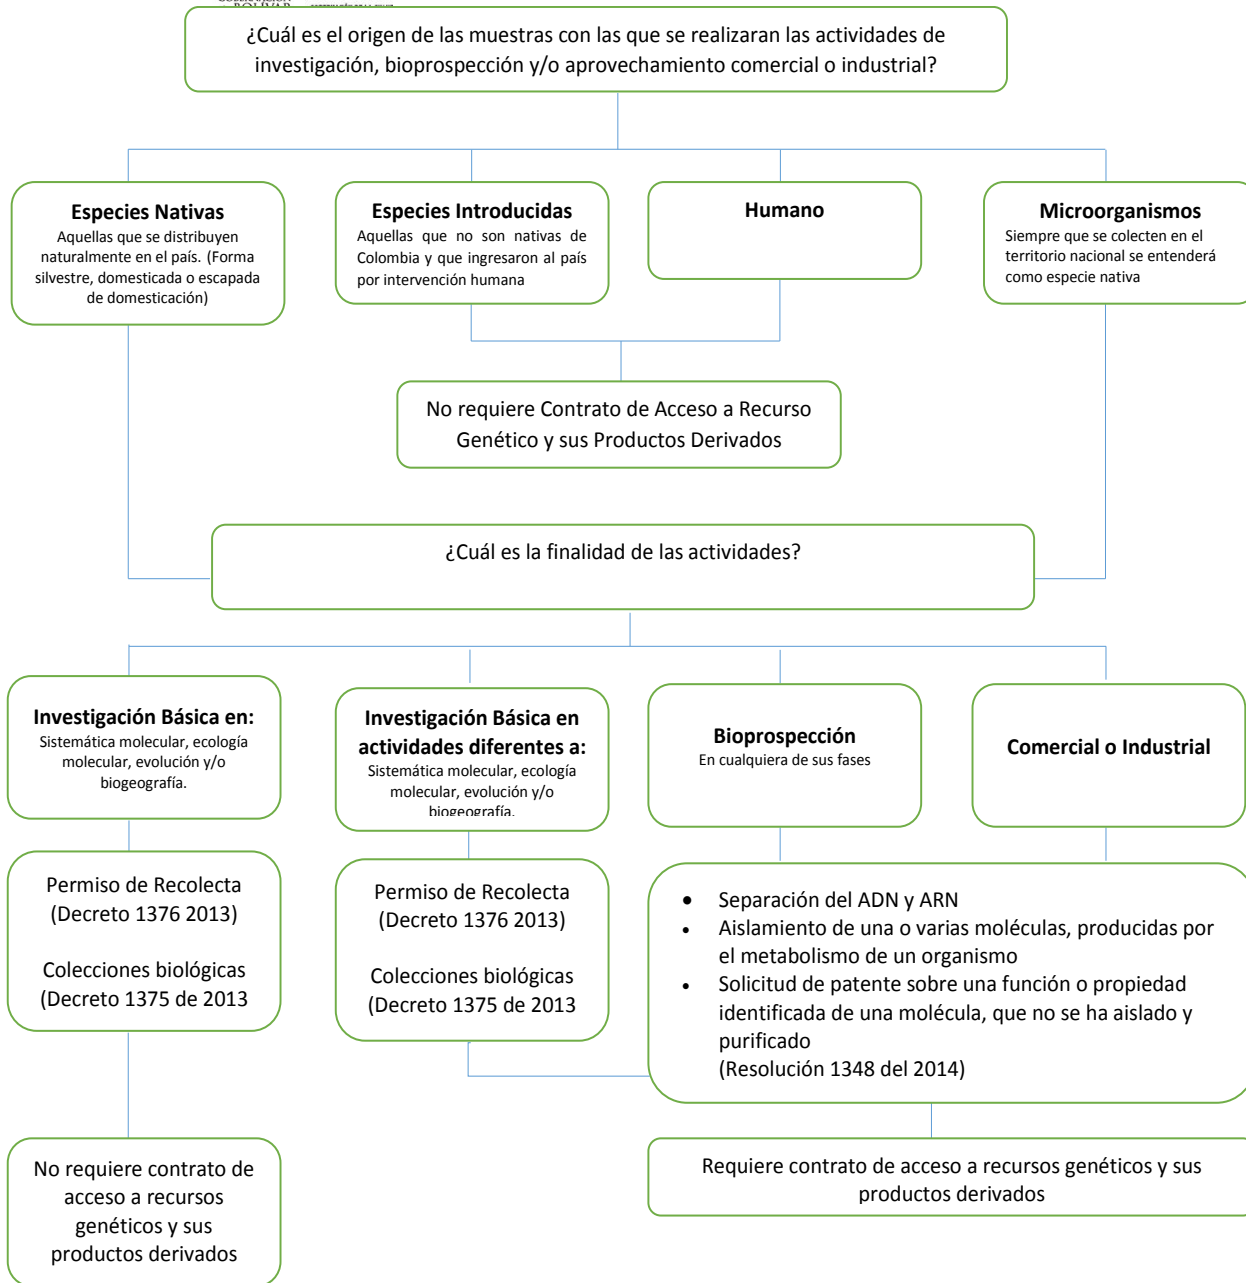 ¿Cuál es el origen de las muestras con las que se realizaran las actividades de
investigación, bioprospección y/o aprovechamiento comercial o industrial?
Especies Nativas
Aquellas que se distribuyen
naturalmente en el país. (Forma
silvestre, domesticada o escapada
de domesticación)
Especies Introducidas
Aquellas que no son nativas de
Colombia y que ingresaron al país
por intervención humana
Humano
Microorganismos
Siempre que se colecten en el
territorio nacional se entenderá
como especie nativa
No requiere Contrato de Acceso a Recurso
Genético y sus Productos Derivados
¿Cuál es la finalidad de las actividades?
Investigación Básica en:
Sistemática molecular, ecología
molecular, evolución y/o
biogeografía.
Investigación Básica en
actividades diferentes a:
Sistemática molecular, ecología
molecular, evolución y/o
biogeografía.
Bioprospección
En cualquiera de sus fases
Comercial o Industrial
Permiso de Recolecta
(Decreto 1376 2013)
Colecciones biológicas
(Decreto 1375 de 2013
Permiso de Recolecta
(Decreto 1376 2013)
Colecciones biológicas
(Decreto 1375 de 2013
• Separación del ADN y ARN
• Aislamiento de una o varias moléculas, producidas por
el metabolismo de un organismo
• Solicitud de patente sobre una función o propiedad
identificada de una molécula, que no se ha aislado y
purificado
(Resolución 1348 del 2014)
No requiere contrato de
acceso a recursos
genéticos y sus
productos derivados
Requiere contrato de acceso a recursos genéticos y sus
productos derivados